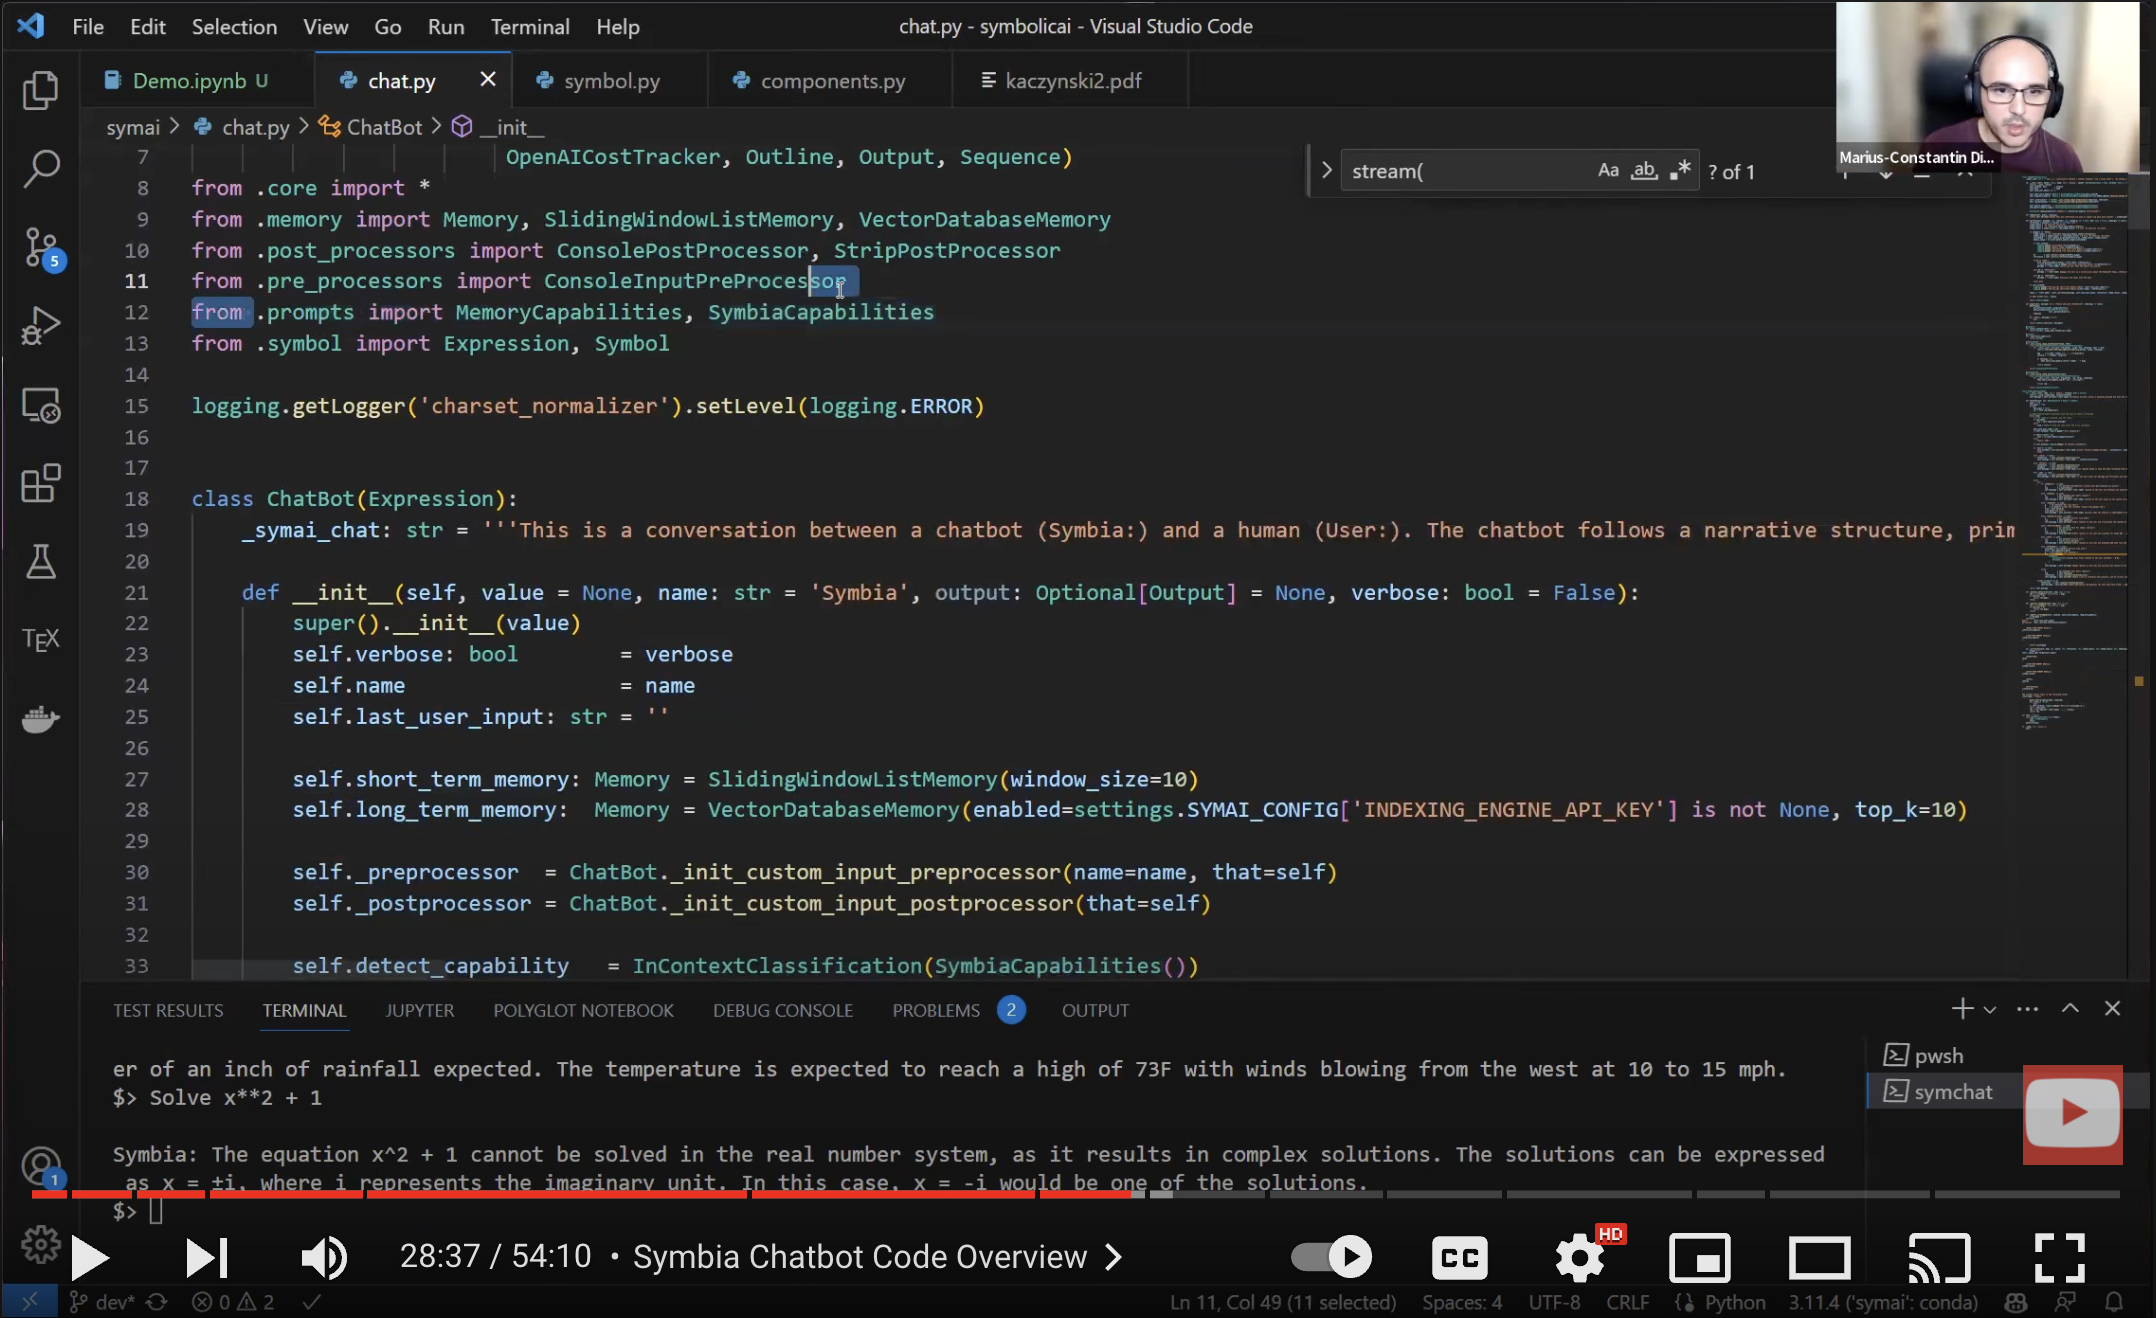 File Edit Selection View Go Run Terminal Help
chat.py - symbolicai - Visual Studio Code
Demo.ipynb U
chat.py
symbol.py
components.py
kaczynski2.pdf
Marius-Constantin Di...
symai > chat.py > ChatBot > __init__
stream(
Aa ab .* ? of 1
7 OpenAICostTracker, Outline, Output, Sequence)
8 from .core import *
9 from .memory import Memory, SlidingWindowListMemory, VectorDatabaseMemory
10 from .post_processors import ConsolePostProcessor, StripPostProcessor
11 from .pre_processors import ConsoleInputPreProcessor
12 from .prompts import MemoryCapabilities, SymbiaCapabilities
13 from .symbol import Expression, Symbol
14
15 logging.getLogger('charset_normalizer').setLevel(logging.ERROR)
16
17
18 class ChatBot(Expression):
19 _symai_chat: str = '''This is a conversation between a chatbot (Symbia:) and a human (User:). The chatbot follows a narrative structure, prim
20
21 def __init__(self, value = None, name: str = 'Symbia', output: Optional[Output] = None, verbose: bool = False):
22 super().__init__(value)
23 self.verbose: bool = verbose
24 self.name = name
25 self.last_user_input: str = ''
26
27 self.short_term_memory: Memory = SlidingWindowListMemory(window_size=10)
28 self.long_term_memory: Memory = VectorDatabaseMemory(enabled=settings.SYMAI_CONFIG['INDEXING_ENGINE_API_KEY'] is not None, top_k=10)
29
30 self._preprocessor = ChatBot._init_custom_input_preprocessor(name=name, that=self)
31 self._postprocessor = ChatBot._init_custom_input_postprocessor(that=self)
32
33 self.detect_capability = InContextClassification(SymbiaCapabilities())
5
TEX
1
TEST RESULTS TERMINAL JUPYTER POLYGLOT NOTEBOOK DEBUG CONSOLE PROBLEMS 2 OUTPUT
er of an inch of rainfall expected. The temperature is expected to reach a high of 73F with winds blowing from the west at 10 to 15 mph.
$> Solve x**2 + 1
Symbia: The equation x^2 + 1 cannot be solved in the real number system, as it results in complex solutions. The solutions can be expressed
as x = ±i, where i represents the imaginary unit. In this case, x = -i would be one of the solutions.
$>
pwsh
symchat
28:37 / 54:10 • Symbia Chatbot Code Overview >
CC
HD
dev* 0 2
Ln 11, Col 49 (11 selected) Spaces: 4 UTF-8 CRLF Python 3.11.4 ('symai': conda)